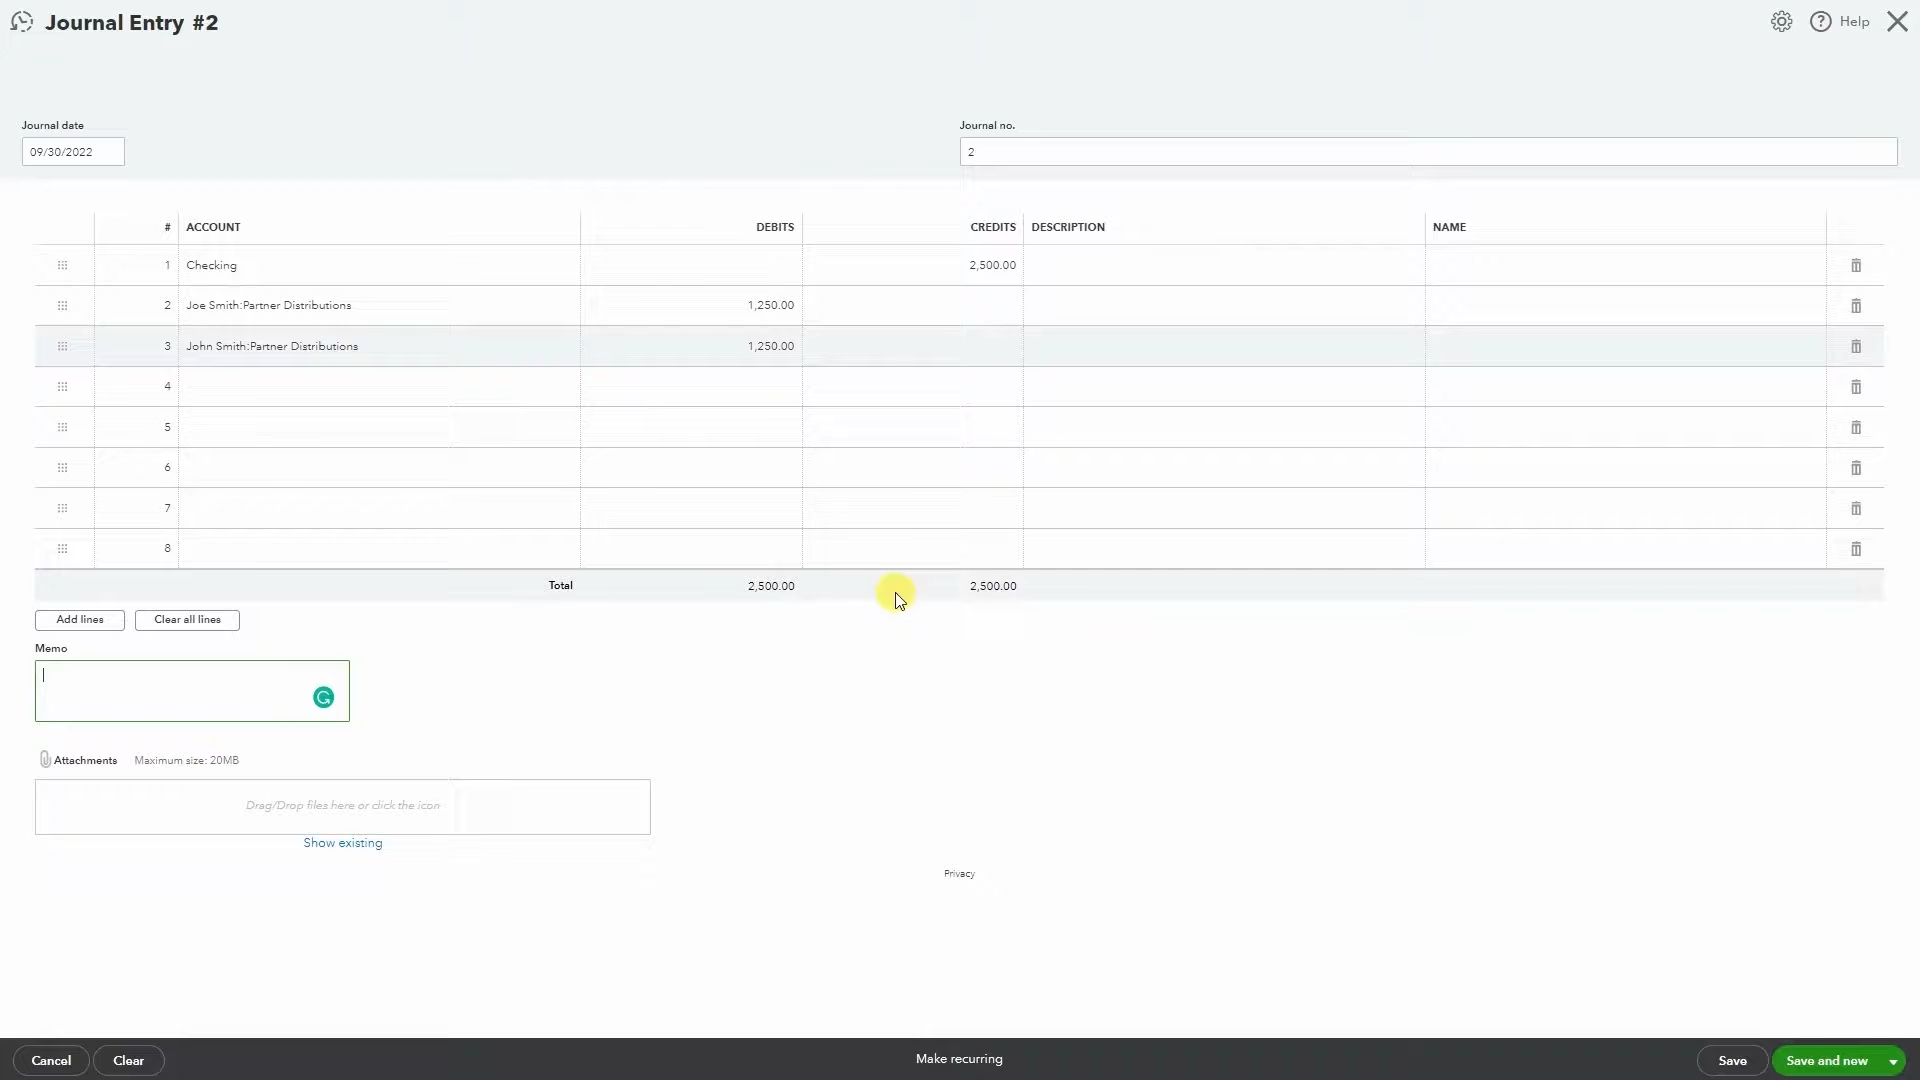 Journal Entry #2
Help
Journal date
Journal no.
09/30/2022
2
# ACCOUNT DEBITS CREDITS DESCRIPTION NAME
1 Checking 2,500.00
2 Joe Smith:Partner Distributions 1,250.00
3 John Smith:Partner Distributions 1,250.00
4
5
6
7
8
Total 2,500.00 2,500.00
Add lines Clear all lines
Memo
Attachments Maximum size: 20MB
Drag/Drop files here or click the icon
Show existing
Privacy
Cancel Clear Make recurring Save Save and new